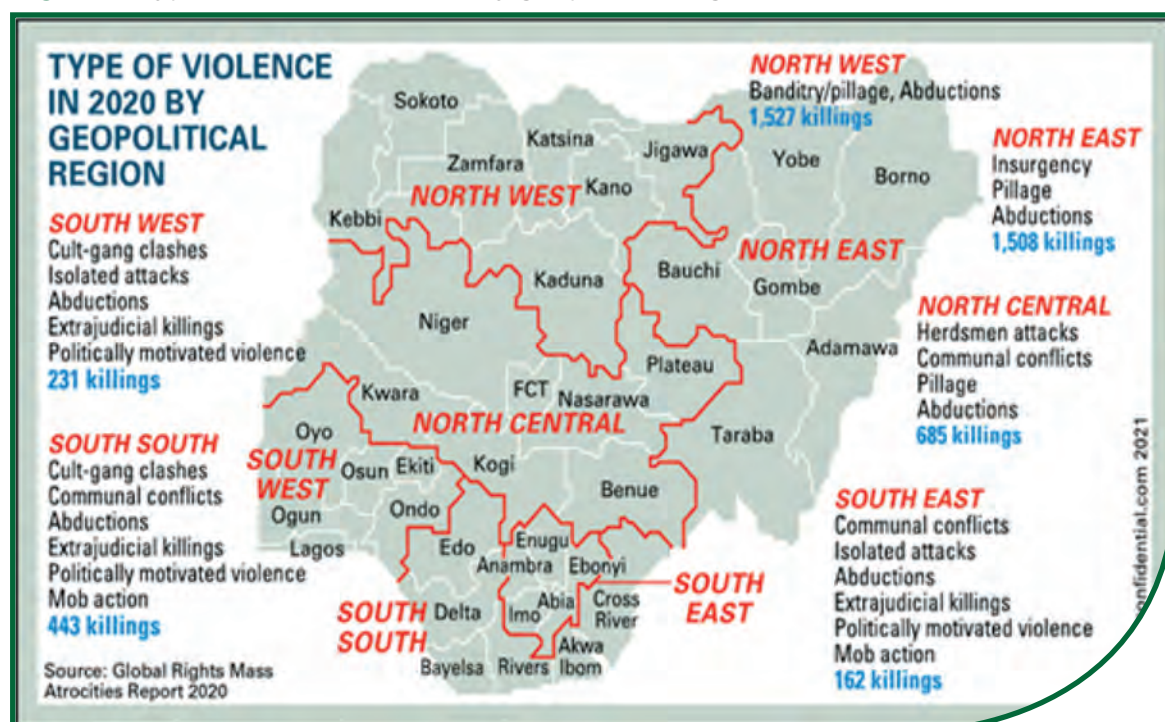 TYPE OF VIOLENCE
IN 2020 BY
GEOPOLITICAL
REGION
SOUTH WEST
Cult-gang clashes
Isolated attacks
Abductions
Extrajudicial killings
Politically motivated violence
231 killings
SOUTH SOUTH
Cult-gang clashes
Communal conflicts
Abductions
Extrajudicial killings
Politically motivated violence
Mob action
443 killings
Source: Global Rights Mass
Atrocities Report 2020
NORTH WEST
Banditry/pillage, Abductions
1,527 killings
NORTH EAST
Insurgency
Pillage
Abductions
1,508 killings
NORTH CENTRAL
Herdsmen attacks
Communal conflicts
Pillage
Abductions
685 killings
SOUTH EAST
Communal conflicts
Isolated attacks
Abductions
Extrajudicial killings
Politically motivated violence
Mob action
162 killings
Sokoto
Katsina
Jigawa
Yobe
Borno
Zamfara
Kano
NORTH WEST
Kebbi
NORTH EAST
Kaduna
Bauchi
Gombe
Niger
Adamawa
Plateau
FCT
Nasarawa
Kwara
NORTH CENTRAL
Taraba
Oyo
SOUTH
WEST
Osun
Ekiti
Kogi
Benue
Ogun
Ondo
Lagos
Edo
Enugu
Anambra
Ebonyi
SOUTH
EAST
SOUTH
SOUTH
Delta
Imo
Abia
Cross
River
Akwa
Ibom
Bayelsa
Rivers
onfidential.com 2021